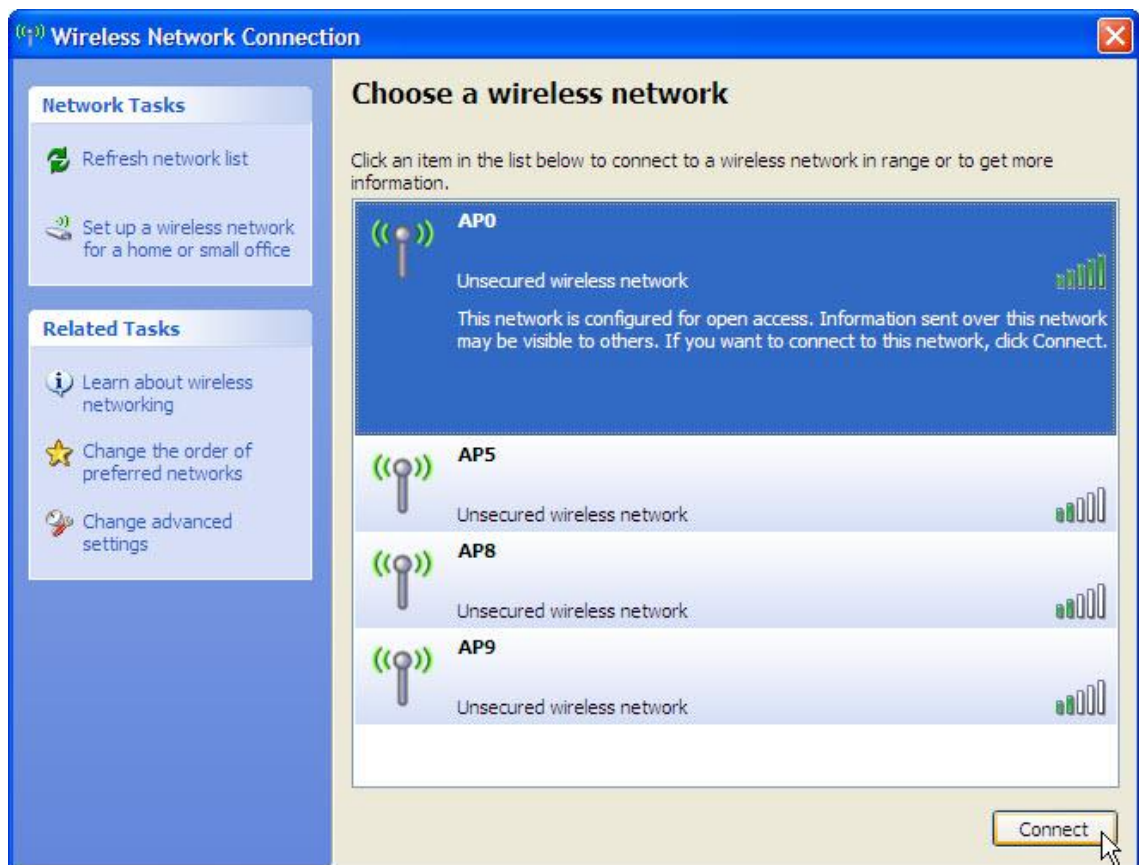 Wireless Network Connection
Network Tasks
Refresh network list
Set up a wireless network
for a home or small office
Related Tasks
Learn about wireless
networking
Change the order of
preferred networks
Change advanced
settings
Choose a wireless network
Click an item in the list below to connect to a wireless network in range or to get more
information.
AP0
Unsecured wireless network
This network is configured for open access. Information sent over this network
may be visible to others. If you want to connect to this network, click Connect.
AP5
Unsecured wireless network
AP8
Unsecured wireless network
AP9
Unsecured wireless network
Connect